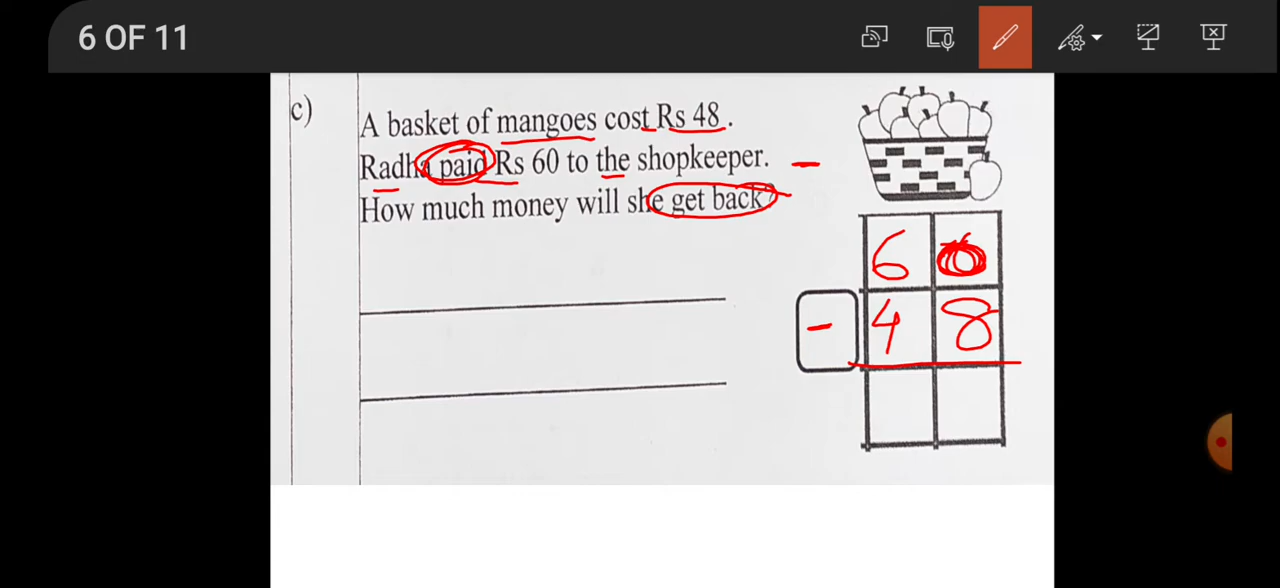 6 OF 11
c)
A basket of mangoes cost Rs 48 .
Radha paid Rs 60 to the shopkeeper. -
How much money will she get back?
6 0
- 4 8